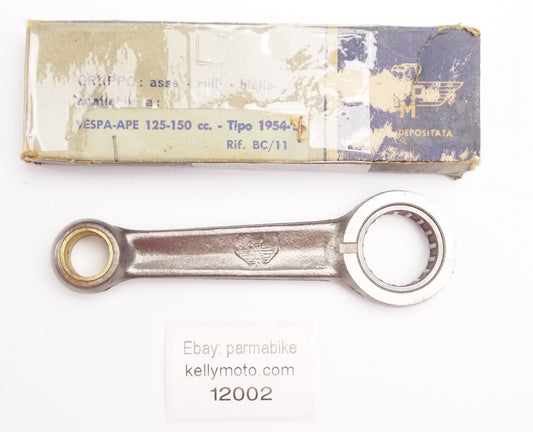 GRUPPO: asse - rulli - biella
adattabile a:
VESPA-APE 125-150 cc. - Tipo 1954-
Rif. BC/11
M
DEPOSITATA
Ebay: parmabike
kellymoto.com
12002